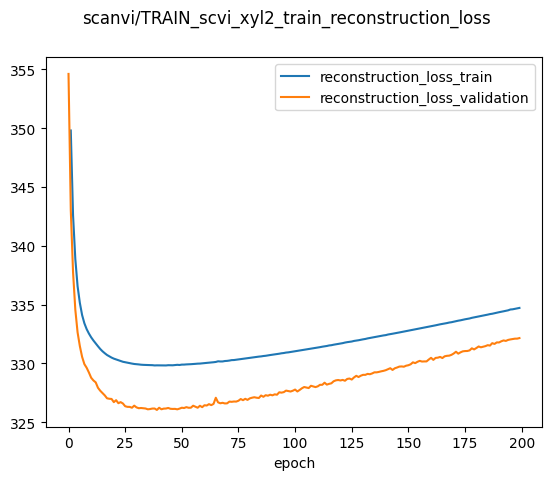 scanvi/TRAIN_scvi_xyl2_train_reconstruction_loss
reconstruction_loss_train
reconstruction_loss_validation
355
350
345
340
335
330
325
0 25 50 75 100 125 150 175 200
epoch